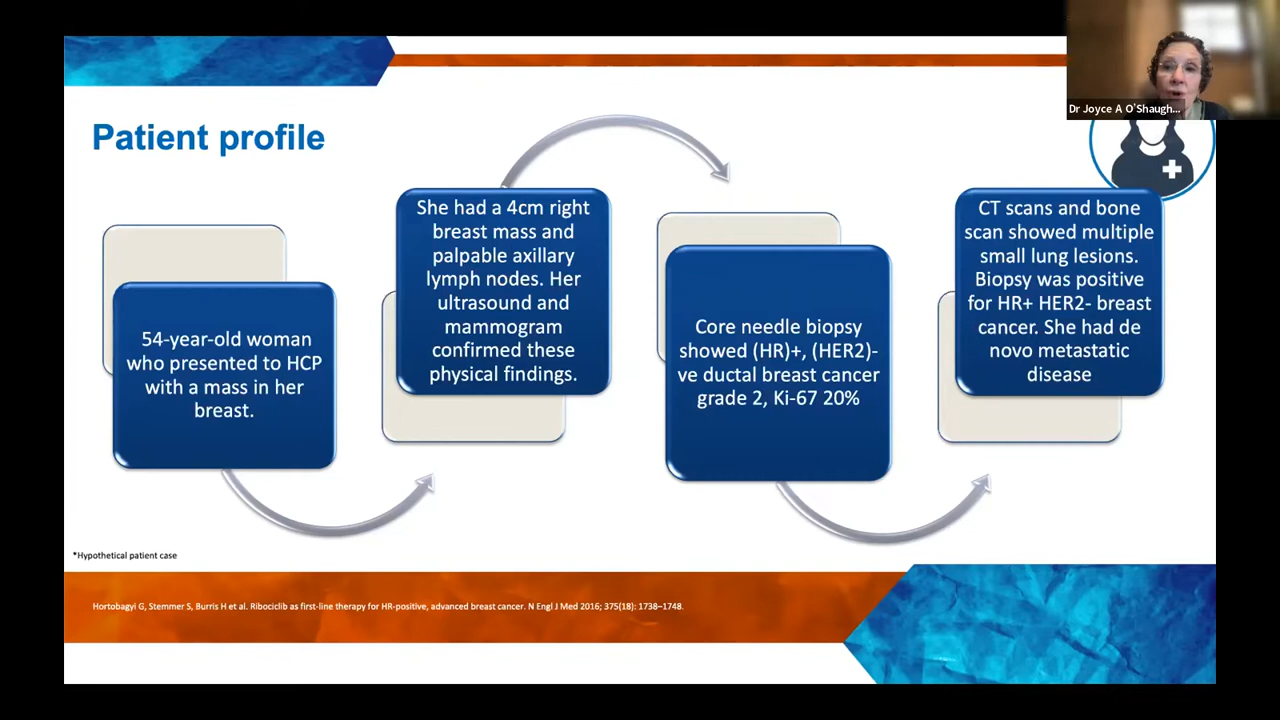 Dr Joyce A O'Shaugh...
Patient profile
54-year-old woman
who presented to HCP
with a mass in her
breast.
She had a 4cm right
breast mass and
palpable axillary
lymph nodes. Her
ultrasound and
mammogram
confirmed these
physical findings.
Core needle biopsy
showed (HR)+, (HER2)-
ve ductal breast cancer
grade 2, Ki-67 20%
CT scans and bone
scan showed multiple
small lung lesions.
Biopsy was positive
for HR+ HER2- breast
cancer. She had de
novo metastatic
disease
*Hypothetical patient case
Hortobagyi G, Stemmer S, Burris H et al. Ribociclib as first-line therapy for HR-positive, advanced breast cancer. N Engl J Med 2016; 375(18): 1738–1748.